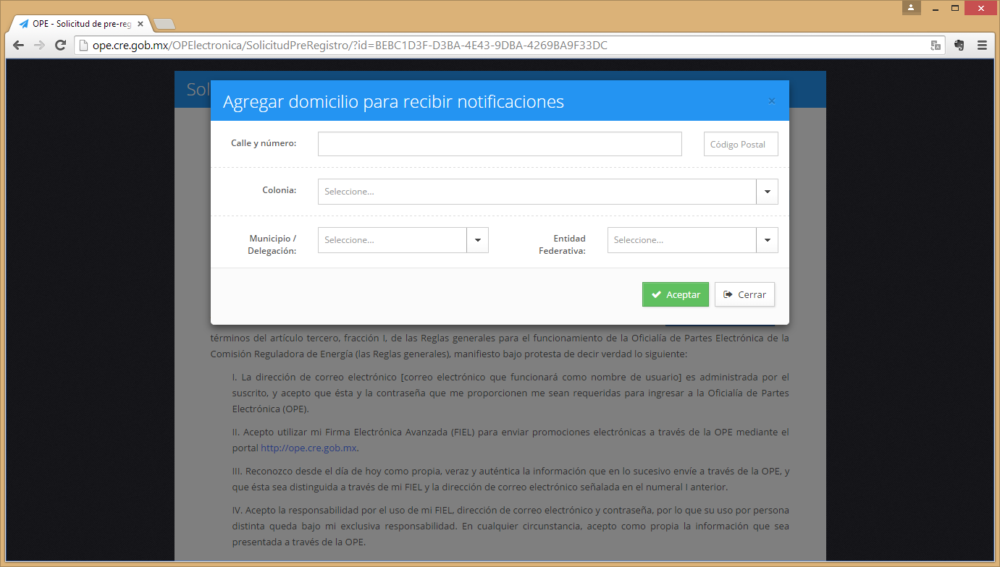 OPE - Solicitud de pre-reg
ope.cre.gob.mx/OPElectronica/SolicitudPreRegistro/?id=BEBC1D3F-D3BA-4E43-9DBA-4269BA9F33DC
Sol
Agregar domicilio para recibir notificaciones
Calle y número:
Código Postal
Colonia:
Seleccione...
Municipio /
Delegación:
Seleccione...
Entidad
Federativa:
Seleccione...
Aceptar
Cerrar
términos del artículo tercero, fracción I, de las Reglas generales para el funcionamiento de la Oficialía de Partes Electrónica de la
Comisión Reguladora de Energía (las Reglas generales), manifiesto bajo protesta de decir verdad lo siguiente:
I. La dirección de correo electrónico [correo electrónico que funcionará como nombre de usuario] es administrada por el
suscrito, y acepto que ésta y la contraseña que me proporcionen me sean requeridas para ingresar a la Oficialía de Partes
Electrónica (OPE).
II. Acepto utilizar mi Firma Electrónica Avanzada (FIEL) para enviar promociones electrónicas a través de la OPE mediante el
portal http://ope.cre.gob.mx.
III. Reconozco desde el día de hoy como propia, veraz y auténtica la información que en lo sucesivo envíe a través de la OPE, y
que ésta sea distinguida a través de mi FIEL y la dirección de correo electrónico señalada en el numeral I anterior.
IV. Acepto la responsabilidad por el uso de mi FIEL, dirección de correo electrónico y contraseña, por lo que su uso por persona
distinta queda bajo mi exclusiva responsabilidad. En cualquier circunstancia, acepto como propia la información que sea
presentada a través de la OPE.